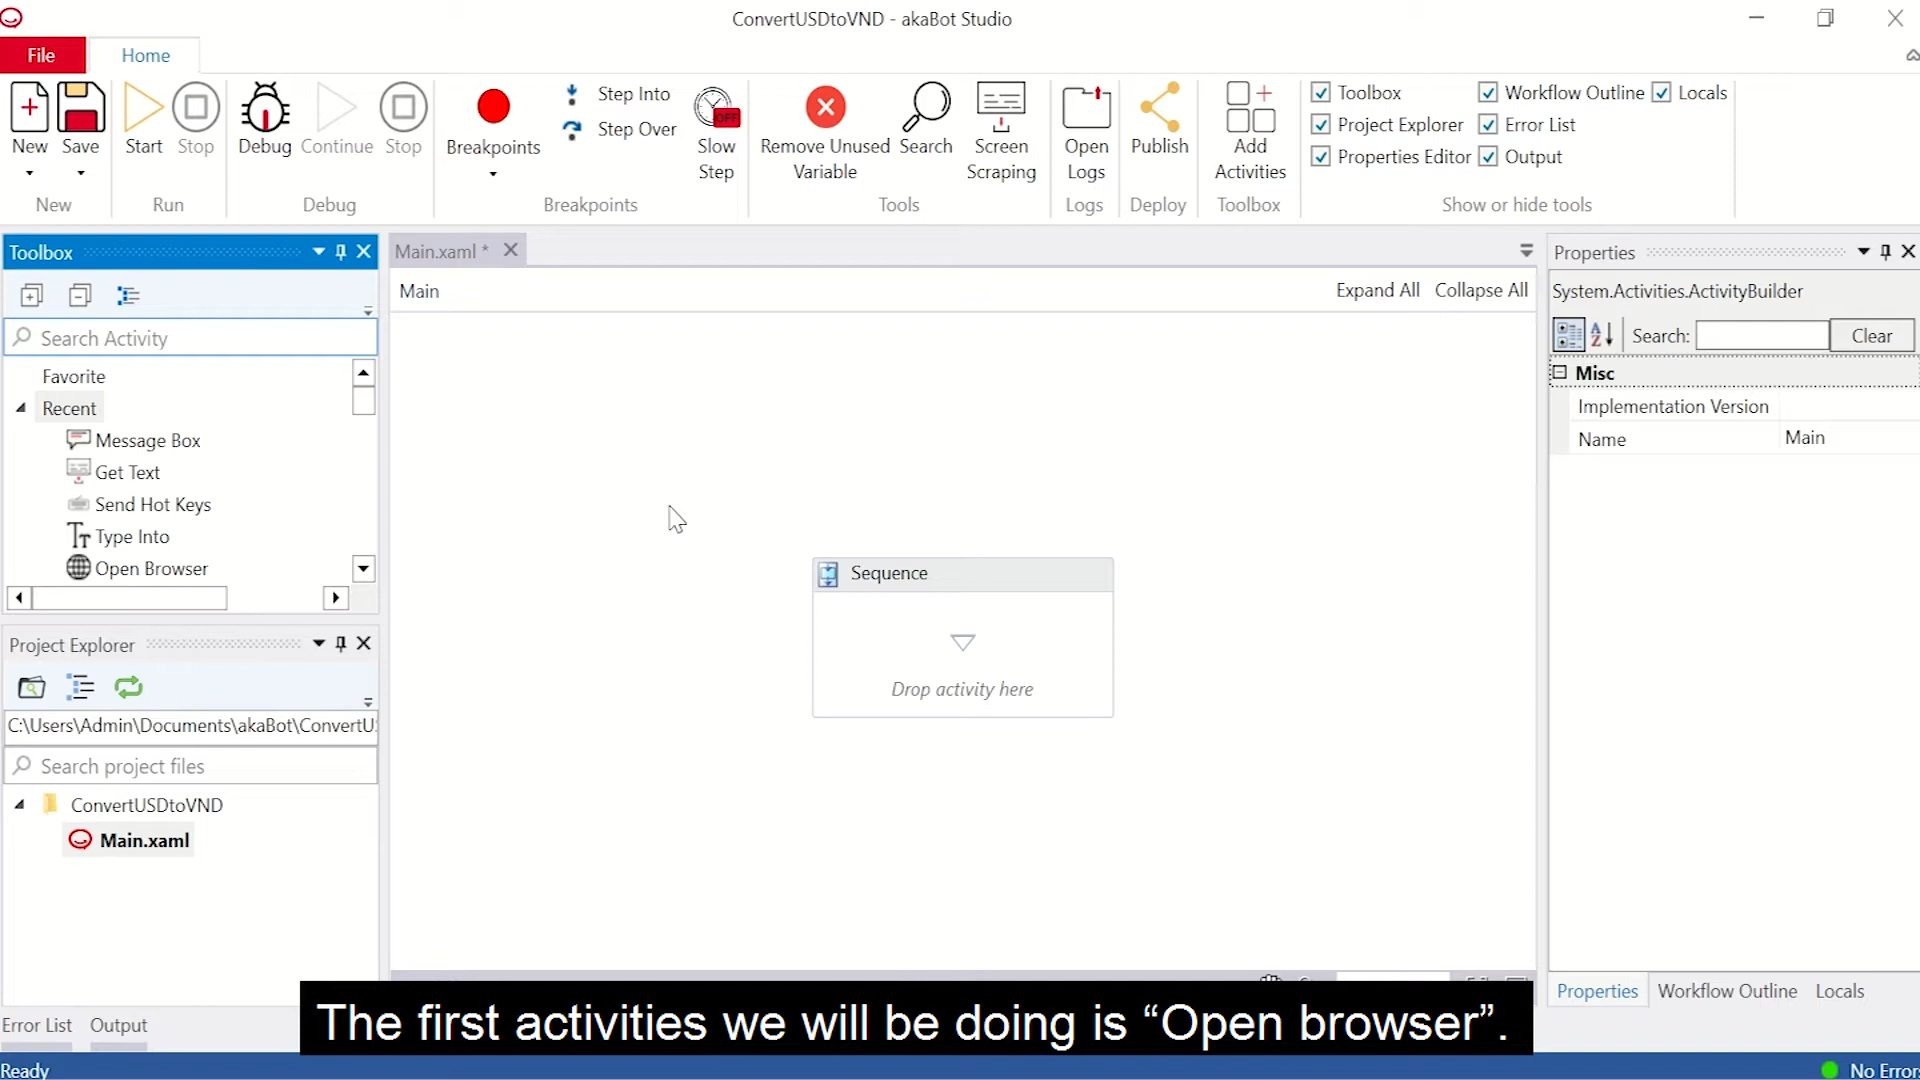 ConvertUSDtoVND - akaBot Studio
File
Home
New
Save
Start
Stop
Debug
Continue
Stop
Breakpoints
Step Into
Step Over
Slow Step
OFF
Remove Unused Variable
Search
Screen Scraping
Open Logs
Publish
Add Activities
Toolbox
Workflow Outline
Locals
Project Explorer
Error List
Properties Editor
Output
New
Run
Debug
Breakpoints
Tools
Logs
Deploy
Toolbox
Show or hide tools
Toolbox
Search Activity
Favorite
Recent
Message Box
Get Text
Send Hot Keys
Type Into
Open Browser
Project Explorer
C:\Users\Admin\Documents\akaBot\ConvertU
Search project files
ConvertUSDtoVND
Main.xaml
Error List
Output
Main.xaml *
Main
Expand All
Collapse All
Sequence
Drop activity here
Properties
System.Activities.ActivityBuilder
Search:
Clear
Misc
Implementation Version
Name
Main
Properties
Workflow Outline
Locals
The first activities we will be doing is “Open browser”.
Ready
No Error